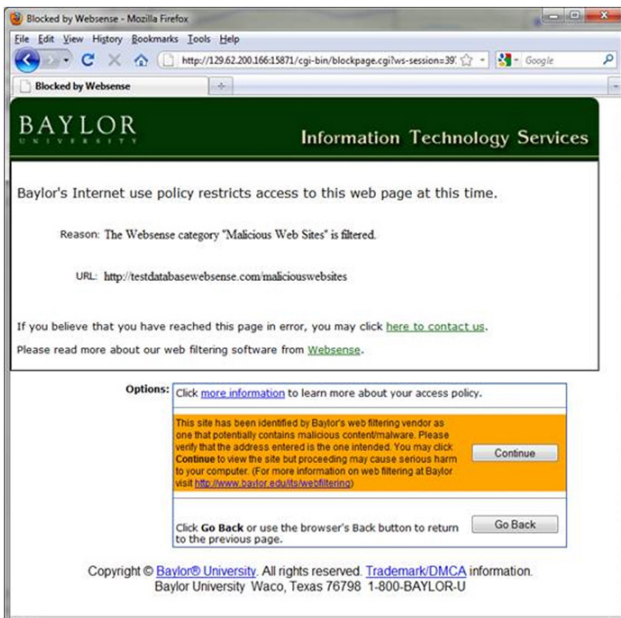 Blocked by Websense - Mozilla Firefox
File Edit View History Bookmarks Tools Help
http://129.62.200.166:15871/cgi-bin/blockpage.cgi?ws-session=39 Google
Blocked by Websense
BAYLOR
UNIVERSITY
Information Technology Services
Baylor's Internet use policy restricts access to this web page at this time.
Reason: The Websense category "Malicious Web Sites" is filtered.
URL: http://testdatabasewebsense.com/maliciouswebsites
If you believe that you have reached this page in error, you may click here to contact us.
Please read more about our web filtering software from Websense.
Options: Click more information to learn more about your access policy.
This site has been identified by Baylor's web filtering vendor as
one that potentially contains malicious content/malware. Please
verify that the address entered is the one intended. You may click
Continue to view the site but proceeding may cause serious harm
to your computer. (For more information on web filtering at Baylor
visit http://www.baylor.edu/its/webfiltering)
Continue
Click Go Back or use the browser's Back button to return
to the previous page.
Go Back
Copyright © Baylor® University. All rights reserved. Trademark/DMCA information.
Baylor University Waco, Texas 76798 1-800-BAYLOR-U